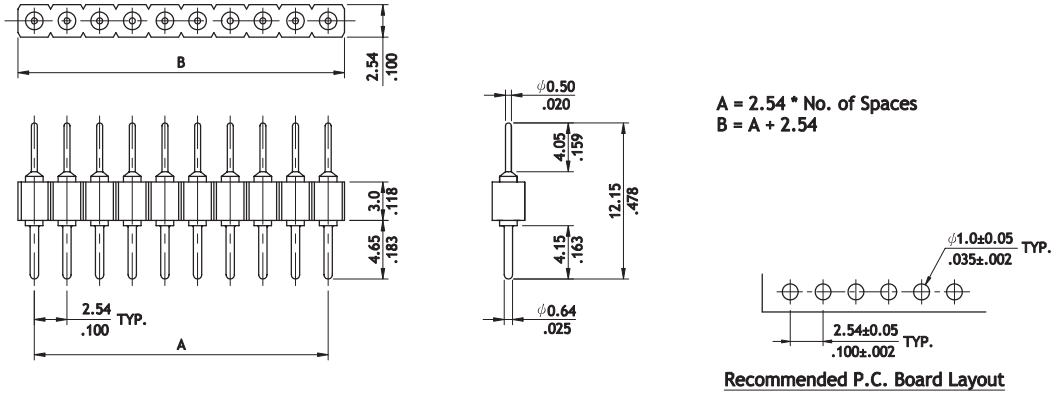 B
2.54
.100
ϕ0.50
.020
4.05
.159
12.15
.478
4.15
.163
ϕ0.64
.025
3.0
.118
4.65
.183
2.54
.100
TYP.
A
A = 2.54 * No. of Spaces
B = A + 2.54
ϕ1.0±0.05
.035±.002
TYP.
2.54±0.05
.100±.002
TYP.
Recommended P.C. Board Layout